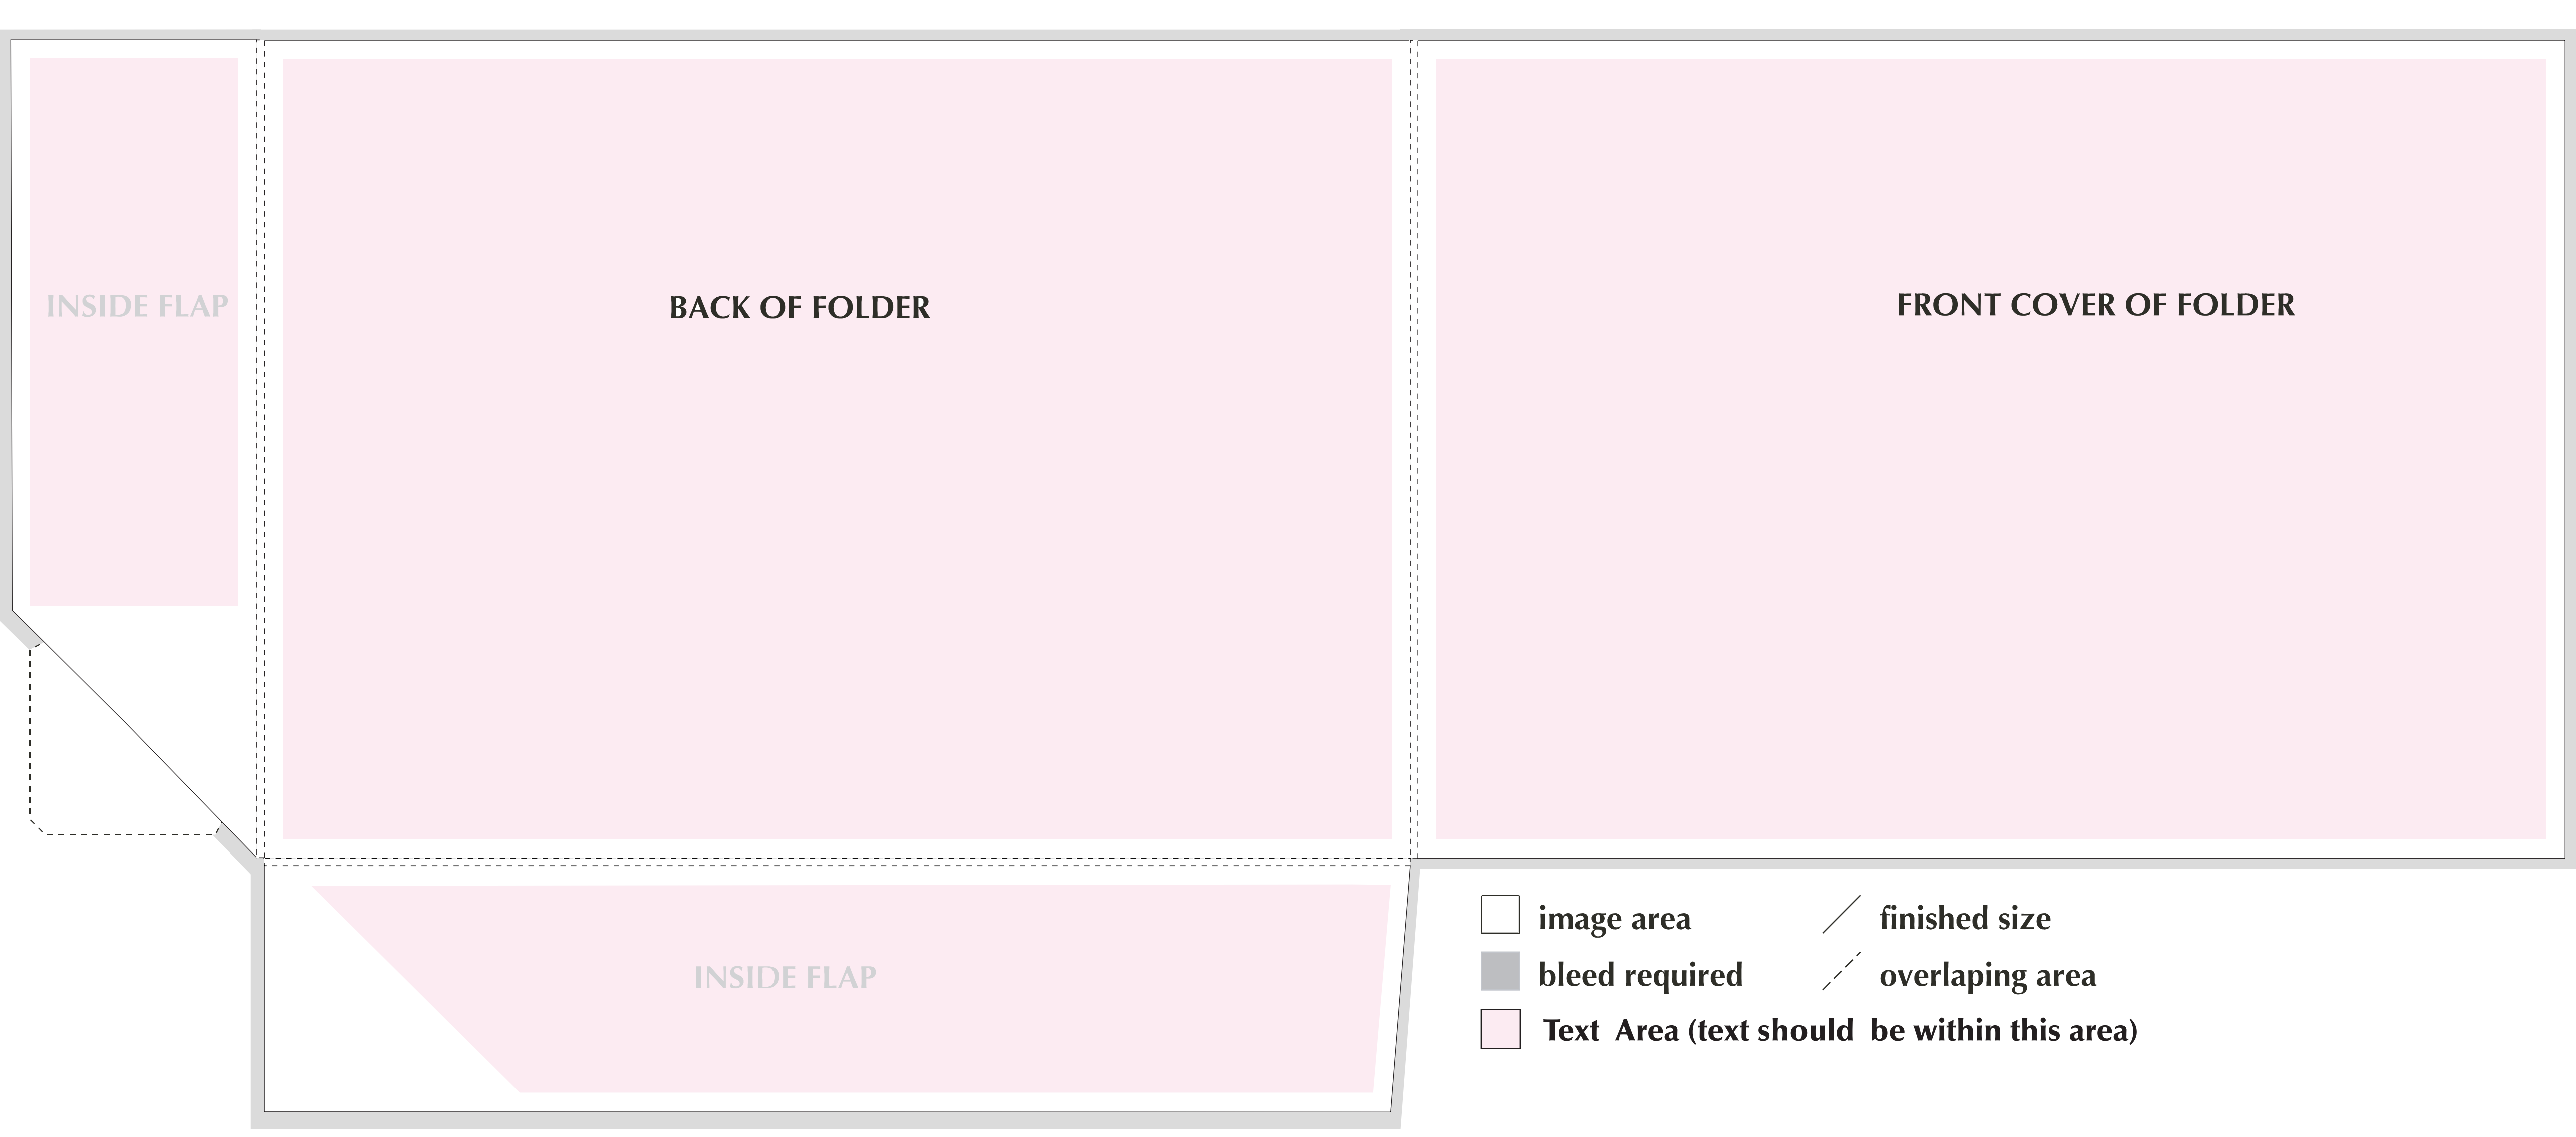 INSIDE FLAP
BACK OF FOLDER
FRONT COVER OF FOLDER
INSIDE FLAP
image area
finished size
bleed required
overlaping area
Text Area (text should be within this area)